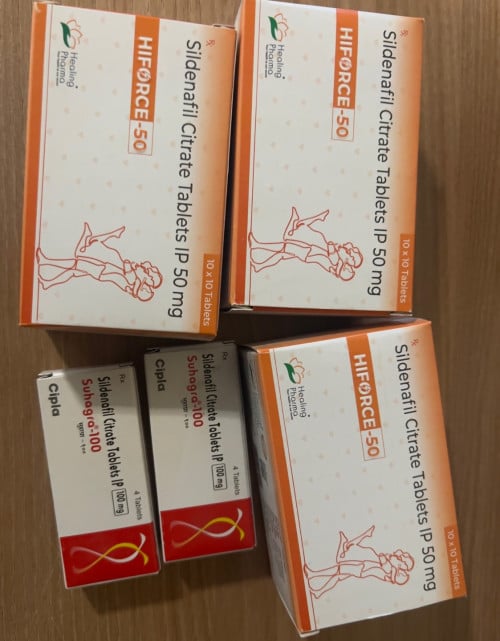 Healing
Pharma
HIFORCE-50
Sildenafil Citrate Tablets IP 50 mg
10 x 10 Tablets
Rx
Healing
Pharma
HIFORCE-50
Sildenafil Citrate Tablets IP 50 mg
10 x 10 Tablets
Rx
Cipla
Sildenafil Citrate Tablets IP 100 mg
Suhagra-100
4 Tablets
Rx
Cipla
Sildenafil Citrate Tablets IP 100 mg
Suhagra-100
4 Tablets
Healing
Pharma
HIFORCE-50
Sildenafil Citrate Tablets IP 50 mg
10 x 10 Tablets